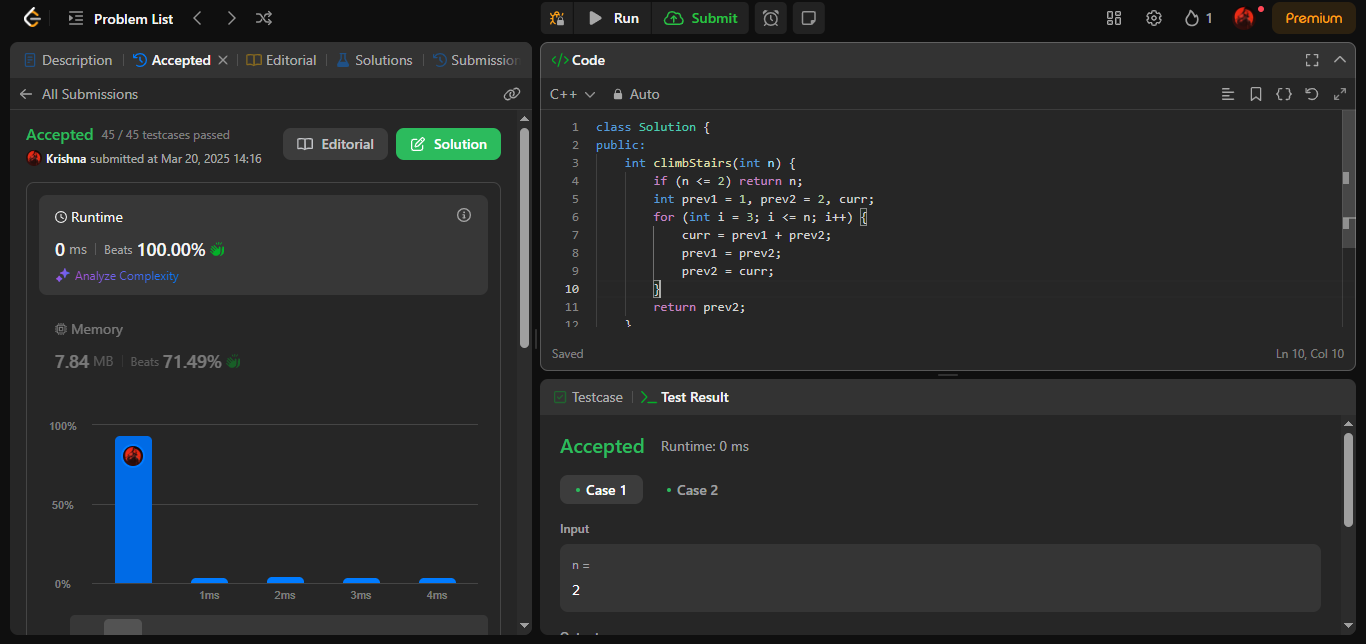 Problem List
Run
Submit
1
Premium
Description
Accepted
Editorial
Solutions
Submission
All Submissions
Accepted 45 / 45 testcases passed
Krishna submitted at Mar 20, 2025 14:16
Editorial
Solution
Runtime
0 ms Beats 100.00%
Analyze Complexity
Memory
7.84 MB Beats 71.49%
100%
50%
0%
1ms 2ms 3ms 4ms
</> Code
C++ Auto
1 class Solution {
2 public:
3 int climbStairs(int n) {
4 if (n <= 2) return n;
5 int prev1 = 1, prev2 = 2, curr;
6 for (int i = 3; i <= n; i++) {
7 curr = prev1 + prev2;
8 prev1 = prev2;
9 prev2 = curr;
10 }
11 return prev2;
12 }
Saved
Ln 10, Col 10
Testcase
Test Result
Accepted Runtime: 0 ms
Case 1 Case 2
Input
n =
2